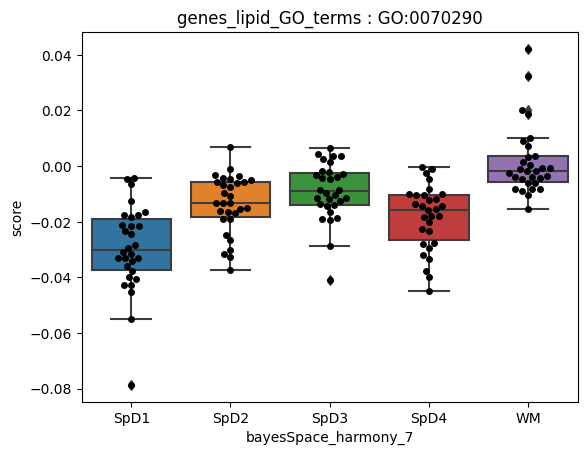 genes_lipid_GO_terms : GO:0070290
0.04
0.02
0.00
−0.02
−0.04
−0.06
−0.08
score
SpD1 SpD2 SpD3 SpD4 WM
bayesSpace_harmony_7